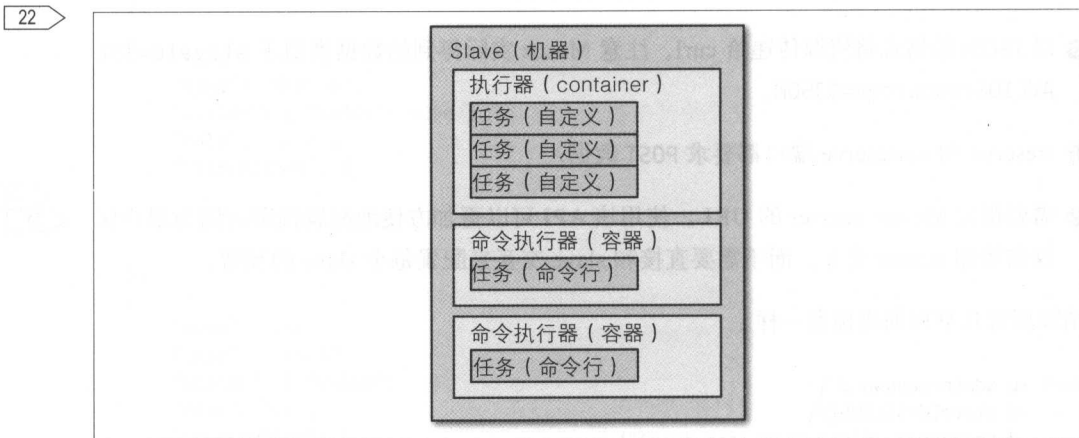 22
Slave（机器）
执行器（container）
任务（自定义）
任务（自定义）
任务（自定义）
命令执行器（容器）
任务（命令行）
命令执行器（容器）
任务（命令行）